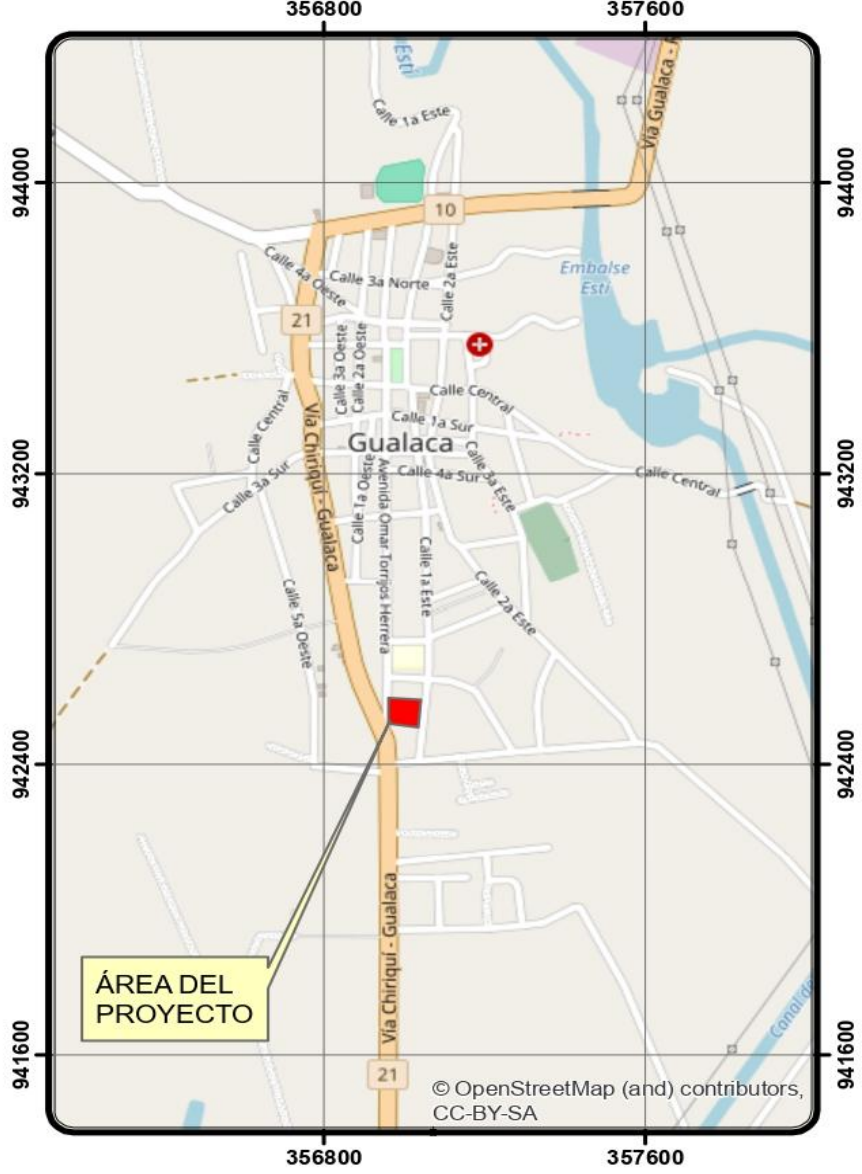 356800
357600
Esti
Calle 1a Este
Vía Gualaca -
944000
944000
10
Calle 4a Oeste
Calle 3a Norte
Calle 2a Este
Embalse
Esti
21
Calle 3a Oeste
Calle 2a Oeste
Calle Central
Calle Central
Calle 1a Sur
Gualaca
943200
943200
Calle 3a Sur
Calle 1a Oeste
Calle 4a Sur
Calle 3a Este
Calle Central
Vía Chiriquí - Gualaca
Avenida Omar Torrijos Herrera
Calle 1a Este
Calle 2a Este
Calle 5a Oeste
942400
942400
Vía Chiriquí - Gualaca
ÁREA DEL
PROYECTO
Canal de
941600
941600
21
© OpenStreetMap (and) contributors,
CC-BY-SA
356800
357600